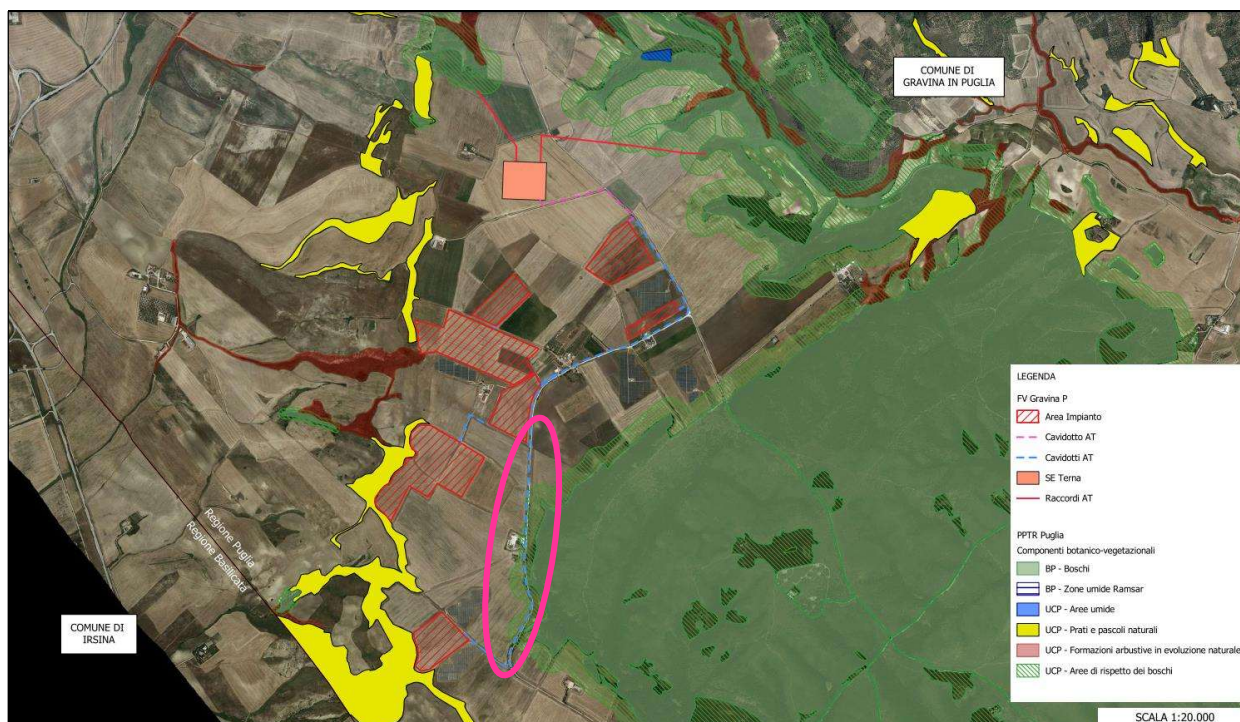 COMUNE DI
GRAVINA IN PUGLIA
Regione Puglia
Regione Basilicata
COMUNE DI
IRSINA
LEGENDA
FV Gravina P
Area Impianto
Cavidotto AT
Cavidotti AT
SE Terna
Raccordi AT
PPTR Puglia
Componenti botanico-vegetazionali
BP - Boschi
BP - Zone umide Ramsar
UCP - Aree umide
UCP - Prati e pascoli naturali
UCP - Formazioni arbustive in evoluzione naturale
UCP - Aree di rispetto dei boschi
SCALA 1:20.000